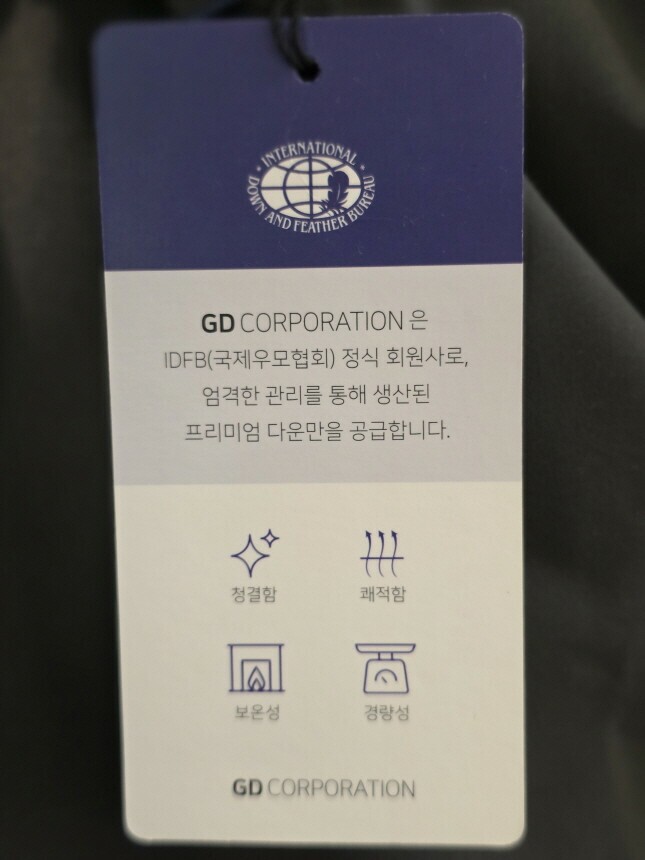 INTERNATIONAL
DOWN AND FEATHER BUREAU
GD CORPORATION 은
IDFB(국제우모협회) 정식 회원사로,
엄격한 관리를 통해 생산된
프리미엄 다운만을 공급합니다.
청결함 쾌적함
보온성 경량성
GD CORPORATION